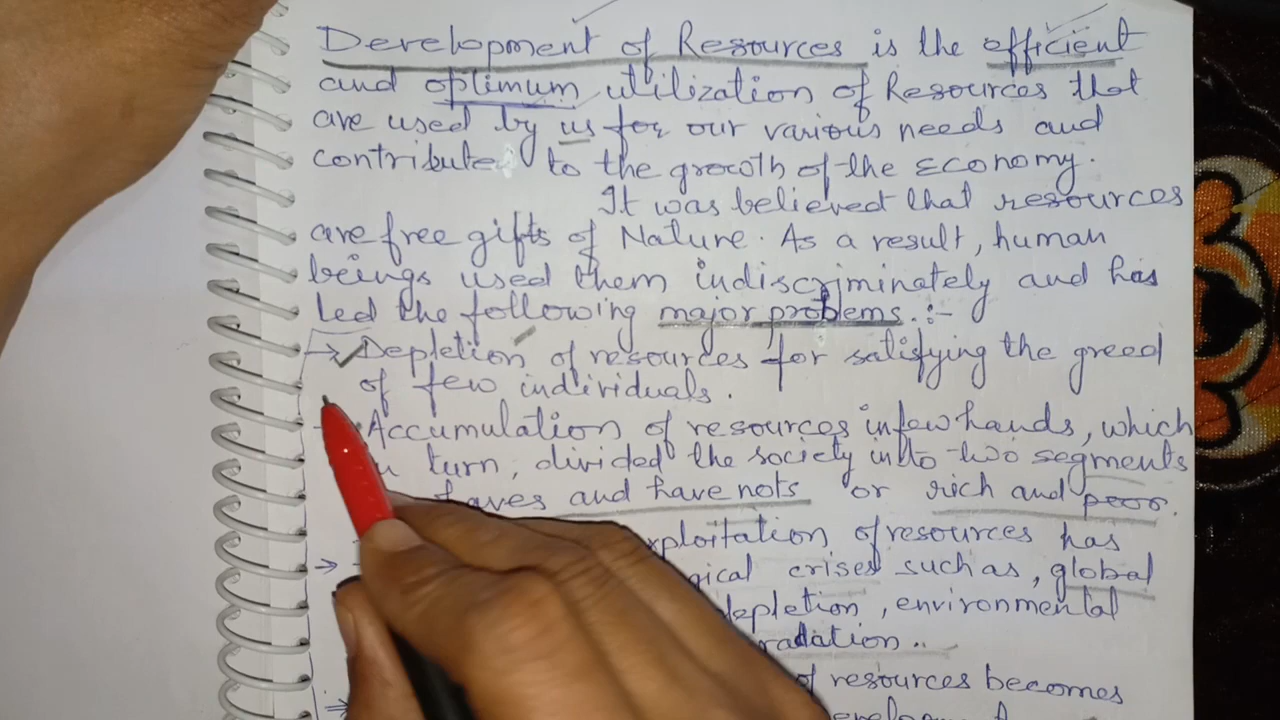 Development of Resources is the efficient
and optimum utilization of Resources that
are used by us for our various needs and
contribute to the growth of the Economy.
It was believed that resources
are free gifts of Nature. As a result, human
beings used them indiscriminately and has
led the following major problems.:-
→ Depletion of resources for satisfying the greed
of few individuals.
Accumulation of resources in few hands, which
turn, divided the society into two segments
haves and have nots or rich and poor.
xploitation of resources has
→ gical crises such as, global
depletion, environmental
radation..
→ of resources becomes